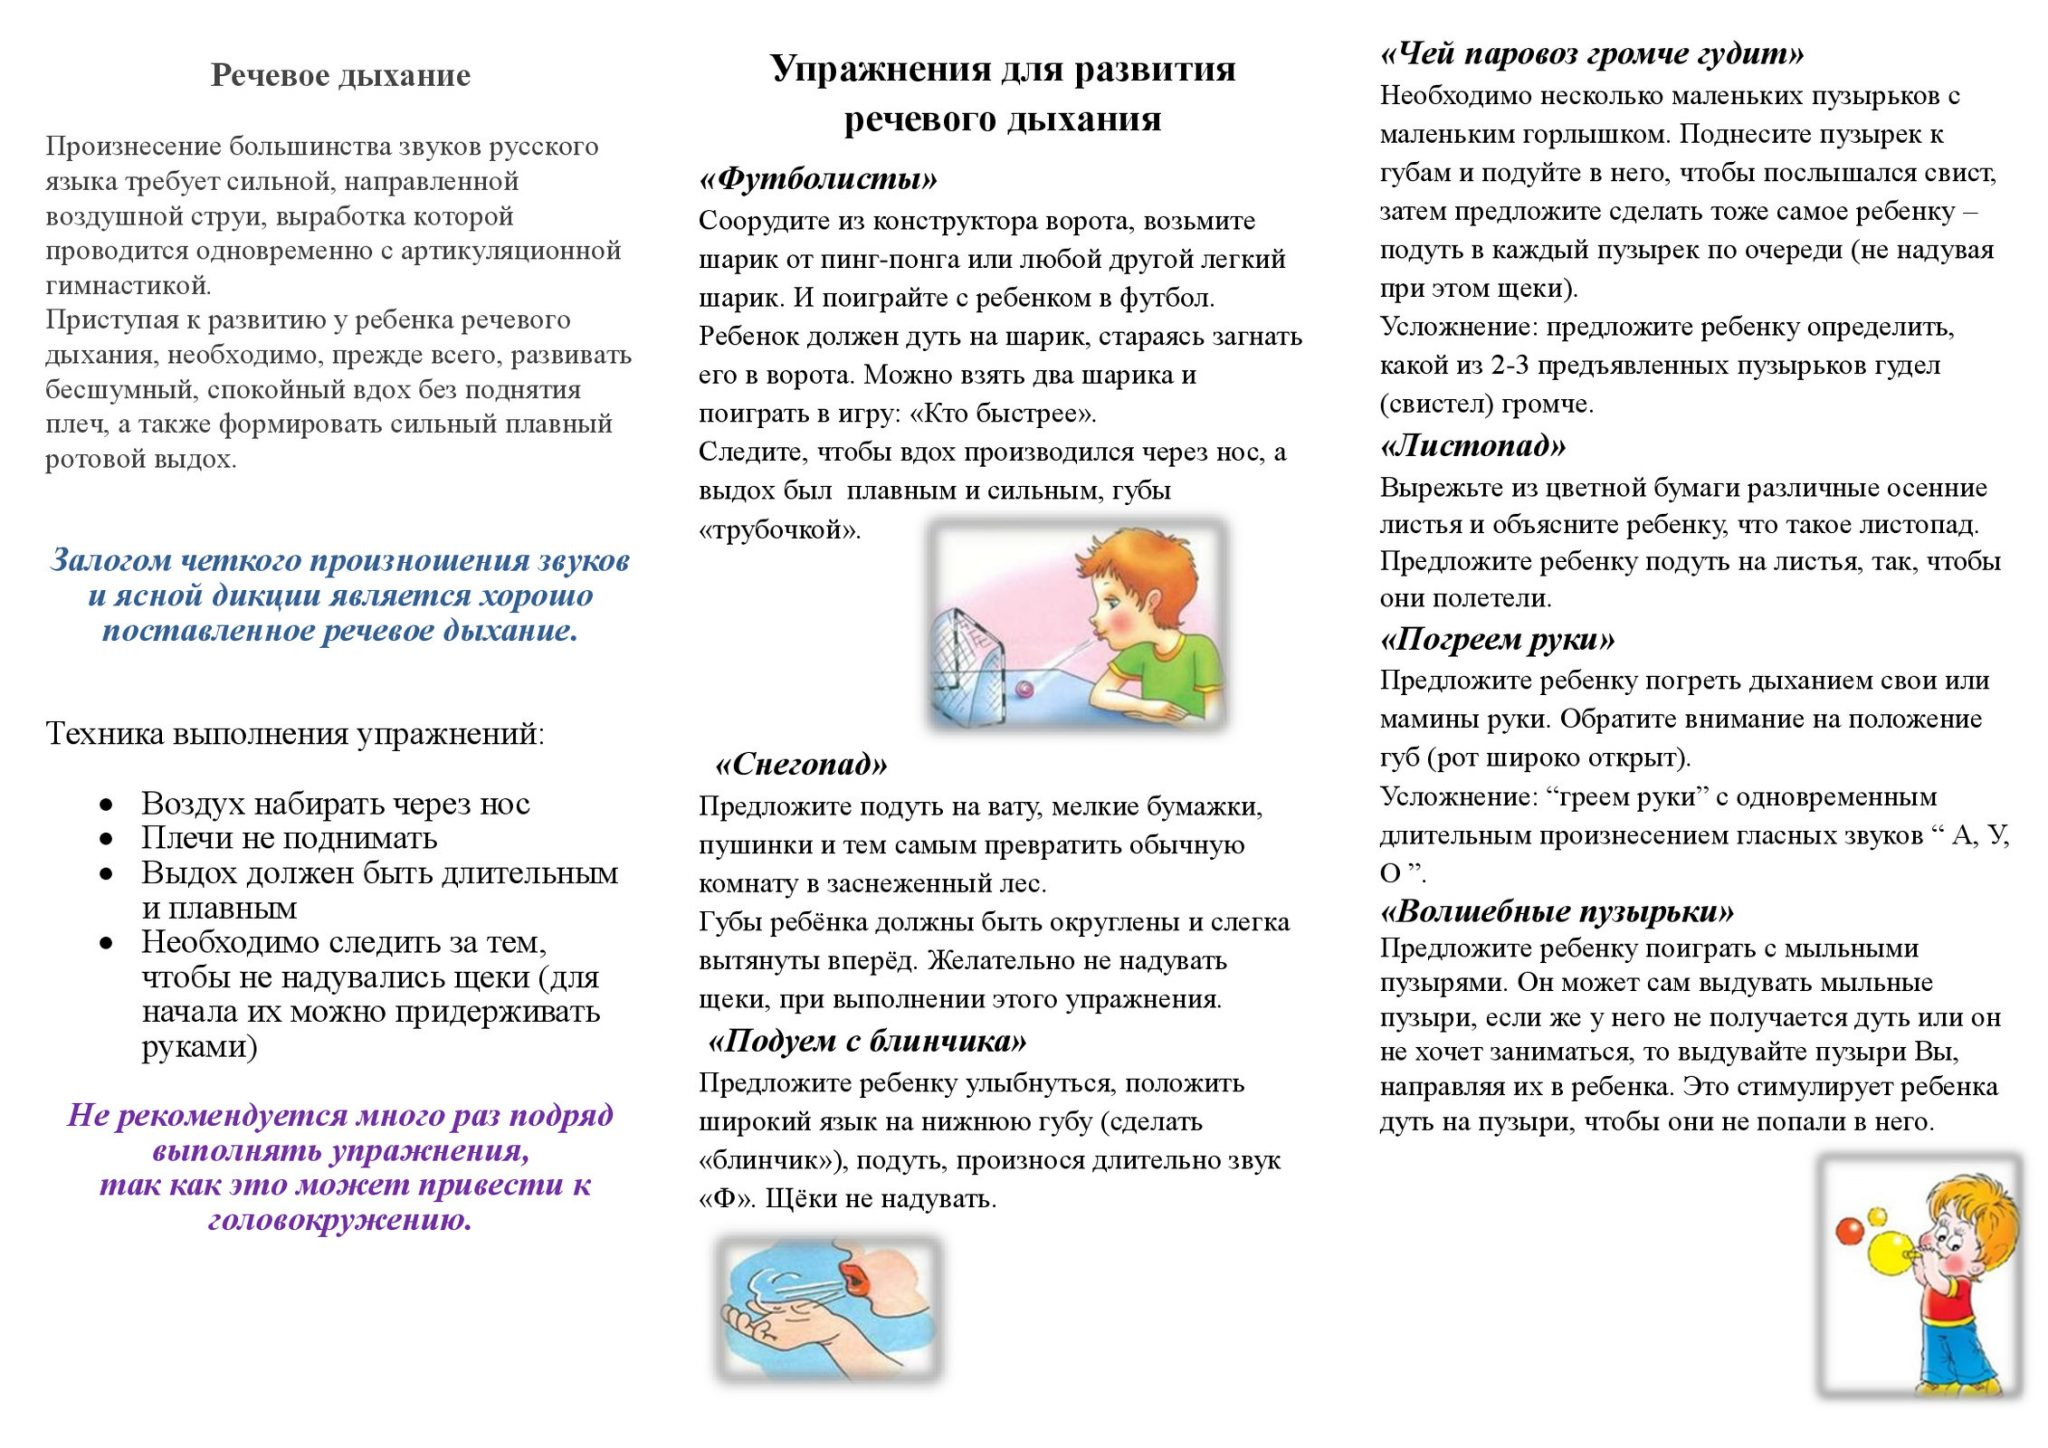 Речевое дыхание
Произнесение большинства звуков русского
языка требует сильной, направленной
воздушной струи, выработка которой
проводится одновременно с артикуляционной
гимнастикой.
Приступая к развитию у ребенка речевого
дыхания, необходимо, прежде всего, развивать
бесшумный, спокойный вдох без поднятия
плеч, а также формировать сильный плавный
ротовой выдох.
Залогом четкого произношения звуков
и ясной дикции является хорошо
поставленное речевое дыхание.
Техника выполнения упражнений:
• Воздух набирать через нос
• Плечи не поднимать
• Выдох должен быть длительным
и плавным
• Необходимо следить за тем,
чтобы не надувались щеки (для
начала их можно придерживать
руками)
Не рекомендуется много раз подряд
выполнять упражнения,
так как это может привести к
головокружению.
Упражнения для развития
речевого дыхания
«Футболисты»
Соорудите из конструктора ворота, возьмите
шарик от пинг-понга или любой другой легкий
шарик. И поиграйте с ребенком в футбол.
Ребенок должен дуть на шарик, стараясь загнать
его в ворота. Можно взять два шарика и
поиграть в игру: «Кто быстрее».
Следите, чтобы вдох производился через нос, а
выдох был  плавным и сильным, губы
«трубочкой».
«Снегопад»
Предложите подуть на вату, мелкие бумажки,
пушинки и тем самым превратить обычную
комнату в заснеженный лес.
Губы ребёнка должны быть округлены и слегка
вытянуты вперёд. Желательно не надувать
щеки, при выполнении этого упражнения.
«Подуем с блинчика»
Предложите ребенку улыбнуться, положить
широкий язык на нижнюю губу (сделать
«блинчик»), подуть, произнося длительно звук
«Ф». Щёки не надувать.
«Чей паровоз громче гудит»
Необходимо несколько маленьких пузырьков с
маленьким горлышком. Поднесите пузырек к
губам и подуйте в него, чтобы послышался свист,
затем предложите сделать тоже самое ребенку –
подуть в каждый пузырек по очереди (не надувая
при этом щеки).
Усложнение: предложите ребенку определить,
какой из 2-3 предъявленных пузырьков гудел
(свистел) громче.
«Листопад»
Вырежьте из цветной бумаги различные осенние
листья и объясните ребенку, что такое листопад.
Предложите ребенку подуть на листья, так, чтобы
они полетели.
«Погреем руки»
Предложите ребенку погреть дыханием свои или
мамины руки. Обратите внимание на положение
губ (рот широко открыт).
Усложнение: “греем руки” с одновременным
длительным произнесением гласных звуков “ А, У,
О ”.
«Волшебные пузырьки»
Предложите ребенку поиграть с мыльными
пузырями. Он может сам выдувать мыльные
пузыри, если же у него не получается дуть или он
не хочет заниматься, то выдувайте пузыри Вы,
направляя их в ребенка. Это стимулирует ребенка
дуть на пузыри, чтобы они не попали в него.